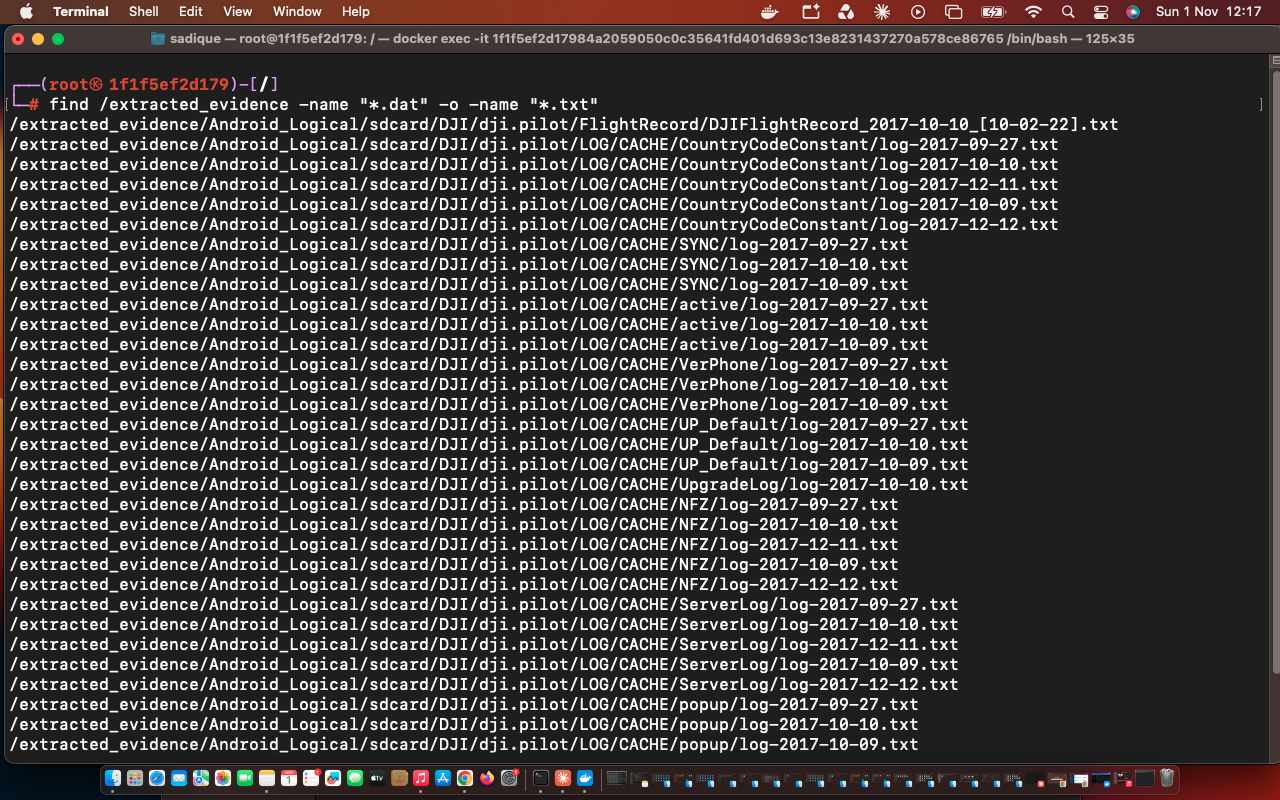 Terminal Shell Edit View Window Help Sun 1 Nov 12:17
sadique — root@1f1f5ef2d179: / — docker exec -it 1f1f5ef2d17984a2059050c0c35641fd401d693c13e8231437270a578ce86765 /bin/bash — 125×35
┌──(root㉿1f1f5ef2d179)-[/]
└─# find /extracted_evidence -name "*.dat" -o -name "*.txt"
/extracted_evidence/Android_Logical/sdcard/DJI/dji.pilot/FlightRecord/DJIFlightRecord_2017-10-10_[10-02-22].txt
/extracted_evidence/Android_Logical/sdcard/DJI/dji.pilot/LOG/CACHE/CountryCodeConstant/log-2017-09-27.txt
/extracted_evidence/Android_Logical/sdcard/DJI/dji.pilot/LOG/CACHE/CountryCodeConstant/log-2017-10-10.txt
/extracted_evidence/Android_Logical/sdcard/DJI/dji.pilot/LOG/CACHE/CountryCodeConstant/log-2017-12-11.txt
/extracted_evidence/Android_Logical/sdcard/DJI/dji.pilot/LOG/CACHE/CountryCodeConstant/log-2017-10-09.txt
/extracted_evidence/Android_Logical/sdcard/DJI/dji.pilot/LOG/CACHE/CountryCodeConstant/log-2017-12-12.txt
/extracted_evidence/Android_Logical/sdcard/DJI/dji.pilot/LOG/CACHE/SYNC/log-2017-09-27.txt
/extracted_evidence/Android_Logical/sdcard/DJI/dji.pilot/LOG/CACHE/SYNC/log-2017-10-10.txt
/extracted_evidence/Android_Logical/sdcard/DJI/dji.pilot/LOG/CACHE/SYNC/log-2017-10-09.txt
/extracted_evidence/Android_Logical/sdcard/DJI/dji.pilot/LOG/CACHE/active/log-2017-09-27.txt
/extracted_evidence/Android_Logical/sdcard/DJI/dji.pilot/LOG/CACHE/active/log-2017-10-10.txt
/extracted_evidence/Android_Logical/sdcard/DJI/dji.pilot/LOG/CACHE/active/log-2017-10-09.txt
/extracted_evidence/Android_Logical/sdcard/DJI/dji.pilot/LOG/CACHE/VerPhone/log-2017-09-27.txt
/extracted_evidence/Android_Logical/sdcard/DJI/dji.pilot/LOG/CACHE/VerPhone/log-2017-10-10.txt
/extracted_evidence/Android_Logical/sdcard/DJI/dji.pilot/LOG/CACHE/VerPhone/log-2017-10-09.txt
/extracted_evidence/Android_Logical/sdcard/DJI/dji.pilot/LOG/CACHE/UP_Default/log-2017-09-27.txt
/extracted_evidence/Android_Logical/sdcard/DJI/dji.pilot/LOG/CACHE/UP_Default/log-2017-10-10.txt
/extracted_evidence/Android_Logical/sdcard/DJI/dji.pilot/LOG/CACHE/UP_Default/log-2017-10-09.txt
/extracted_evidence/Android_Logical/sdcard/DJI/dji.pilot/LOG/CACHE/UpgradeLog/log-2017-10-10.txt
/extracted_evidence/Android_Logical/sdcard/DJI/dji.pilot/LOG/CACHE/NFZ/log-2017-09-27.txt
/extracted_evidence/Android_Logical/sdcard/DJI/dji.pilot/LOG/CACHE/NFZ/log-2017-10-10.txt
/extracted_evidence/Android_Logical/sdcard/DJI/dji.pilot/LOG/CACHE/NFZ/log-2017-12-11.txt
/extracted_evidence/Android_Logical/sdcard/DJI/dji.pilot/LOG/CACHE/NFZ/log-2017-10-09.txt
/extracted_evidence/Android_Logical/sdcard/DJI/dji.pilot/LOG/CACHE/NFZ/log-2017-12-12.txt
/extracted_evidence/Android_Logical/sdcard/DJI/dji.pilot/LOG/CACHE/ServerLog/log-2017-09-27.txt
/extracted_evidence/Android_Logical/sdcard/DJI/dji.pilot/LOG/CACHE/ServerLog/log-2017-10-10.txt
/extracted_evidence/Android_Logical/sdcard/DJI/dji.pilot/LOG/CACHE/ServerLog/log-2017-12-11.txt
/extracted_evidence/Android_Logical/sdcard/DJI/dji.pilot/LOG/CACHE/ServerLog/log-2017-10-09.txt
/extracted_evidence/Android_Logical/sdcard/DJI/dji.pilot/LOG/CACHE/ServerLog/log-2017-12-12.txt
/extracted_evidence/Android_Logical/sdcard/DJI/dji.pilot/LOG/CACHE/popup/log-2017-09-27.txt
/extracted_evidence/Android_Logical/sdcard/DJI/dji.pilot/LOG/CACHE/popup/log-2017-10-10.txt
/extracted_evidence/Android_Logical/sdcard/DJI/dji.pilot/LOG/CACHE/popup/log-2017-10-09.txt